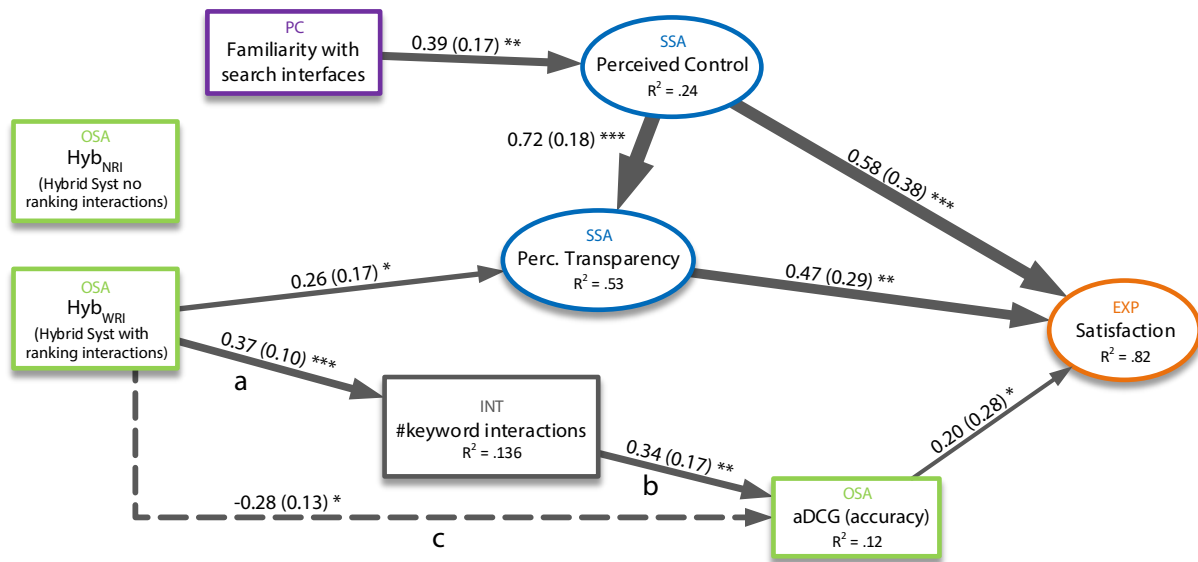 PC
Familiarity with
search interfaces
0.39 (0.17) **
SSA
Perceived Control
R² = .24
OSA
Hyb_NRI
(Hybrid Syst no
ranking interactions)
0.72 (0.18) ***
0.58 (0.38) ***
SSA
Perc. Transparency
R² = .53
OSA
Hyb_WRI
(Hybrid Syst with
ranking interactions)
0.26 (0.17) *
0.47 (0.29) **
EXP
Satisfaction
R² = .82
0.37 (0.10) ***
a
INT
#keyword interactions
R² = .136
0.34 (0.17) **
b
0.20 (0.28) *
-0.28 (0.13) *
c
OSA
aDCG (accuracy)
R² = .12